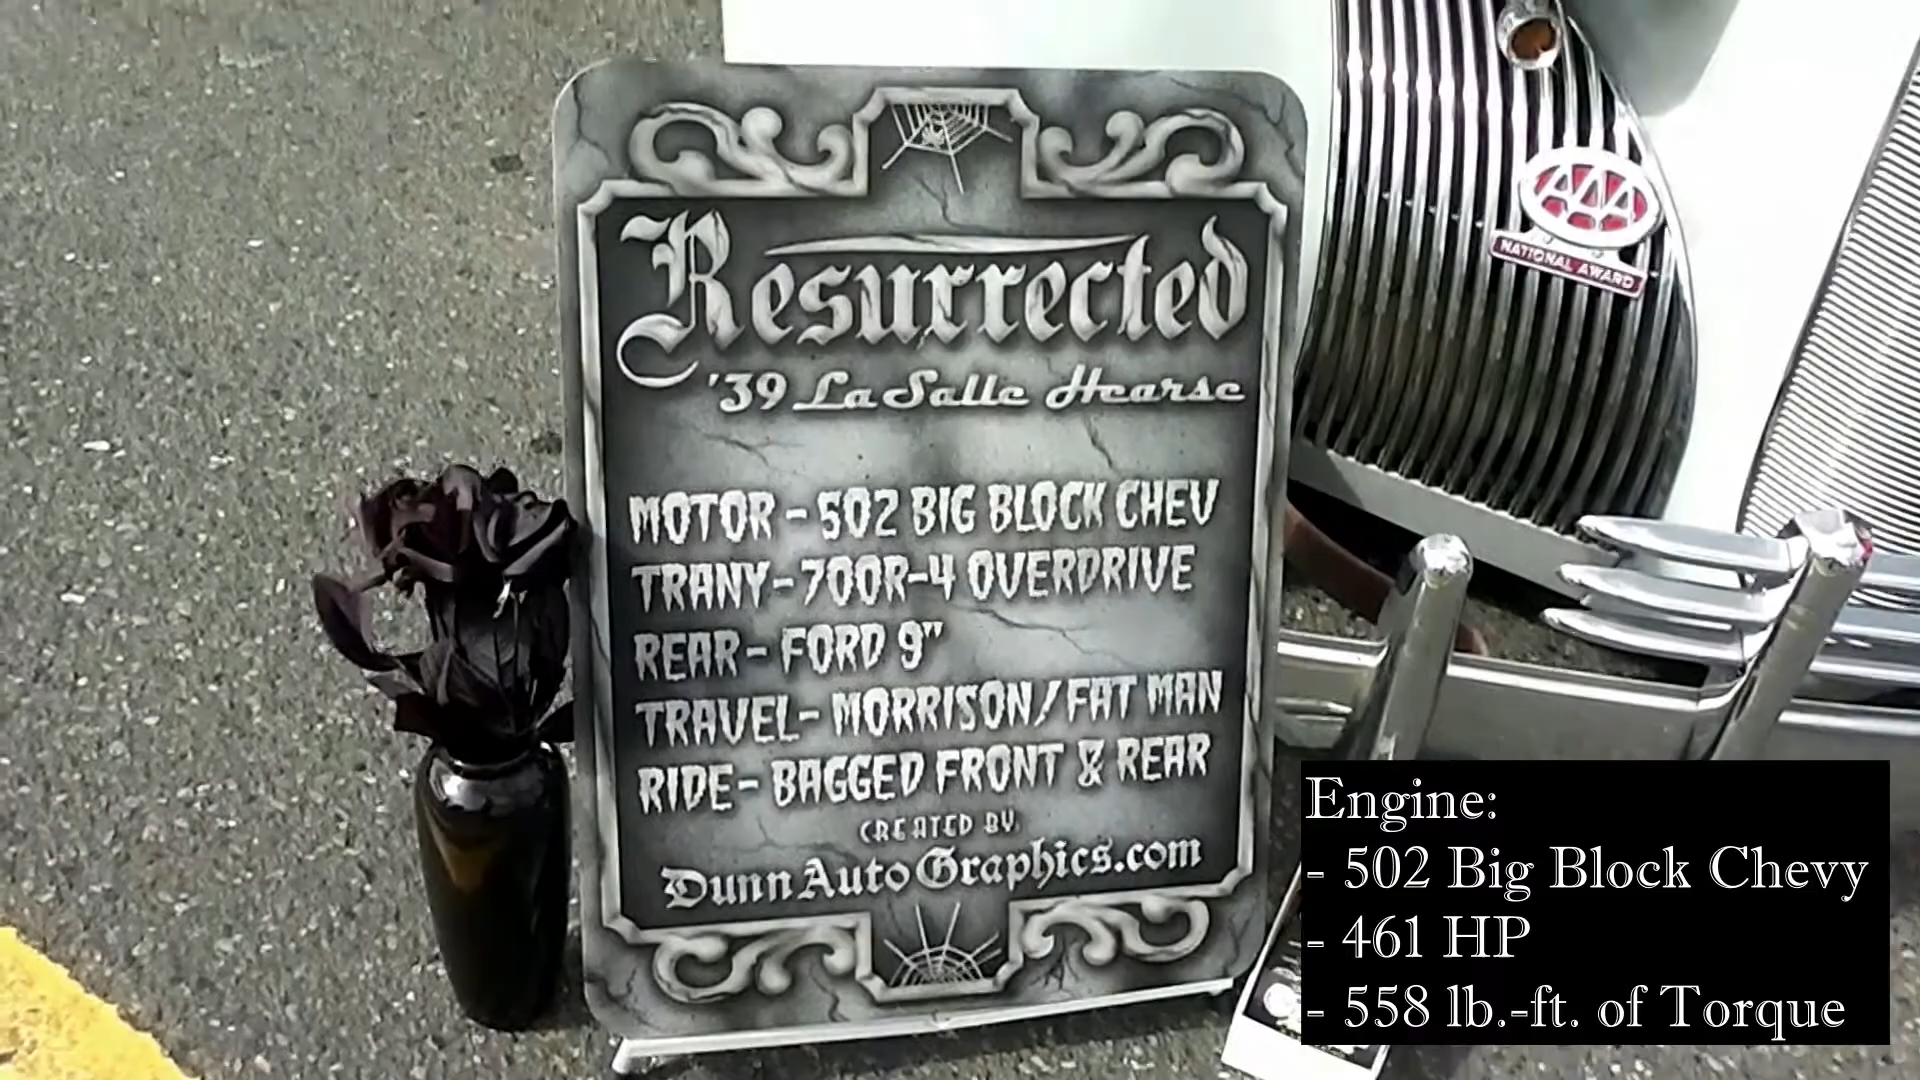 Resurrected
'39 LaSalle Hearse
MOTOR - 502 BIG BLOCK CHEV
TRANY - 700R-4 OVERDRIVE
REAR - FORD 9"
TRAVEL - MORRISON/FAT MAN
RIDE - BAGGED FRONT & REAR
CREATED BY:
DunnAutoGraphics.com
AAA
NATIONAL AWARD
Engine:
- 502 Big Block Chevy
- 461 HP
- 558 lb.-ft. of Torque